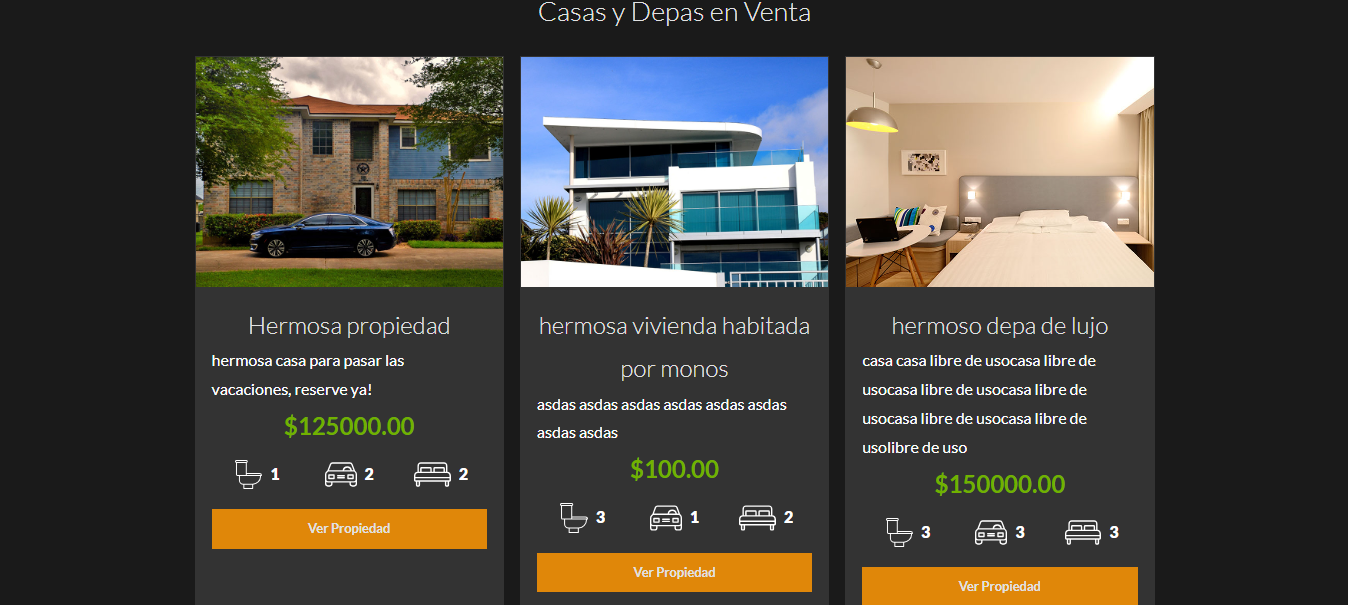 Casas y Depas en Venta
Hermosa propiedad
hermosa casa para pasar las
vacaciones, reserve ya!
$125000.00
1 2 2
Ver Propiedad
hermosa vivienda habitada
por monos
asdas asdas asdas asdas asdas asdas
asdas asdas
$100.00
3 1 2
Ver Propiedad
hermoso depa de lujo
casa casa libre de usocasa libre de
usocasa libre de usocasa libre de
usocasa libre de usocasa libre de
usolibre de uso
$150000.00
3 3 3
Ver Propiedad